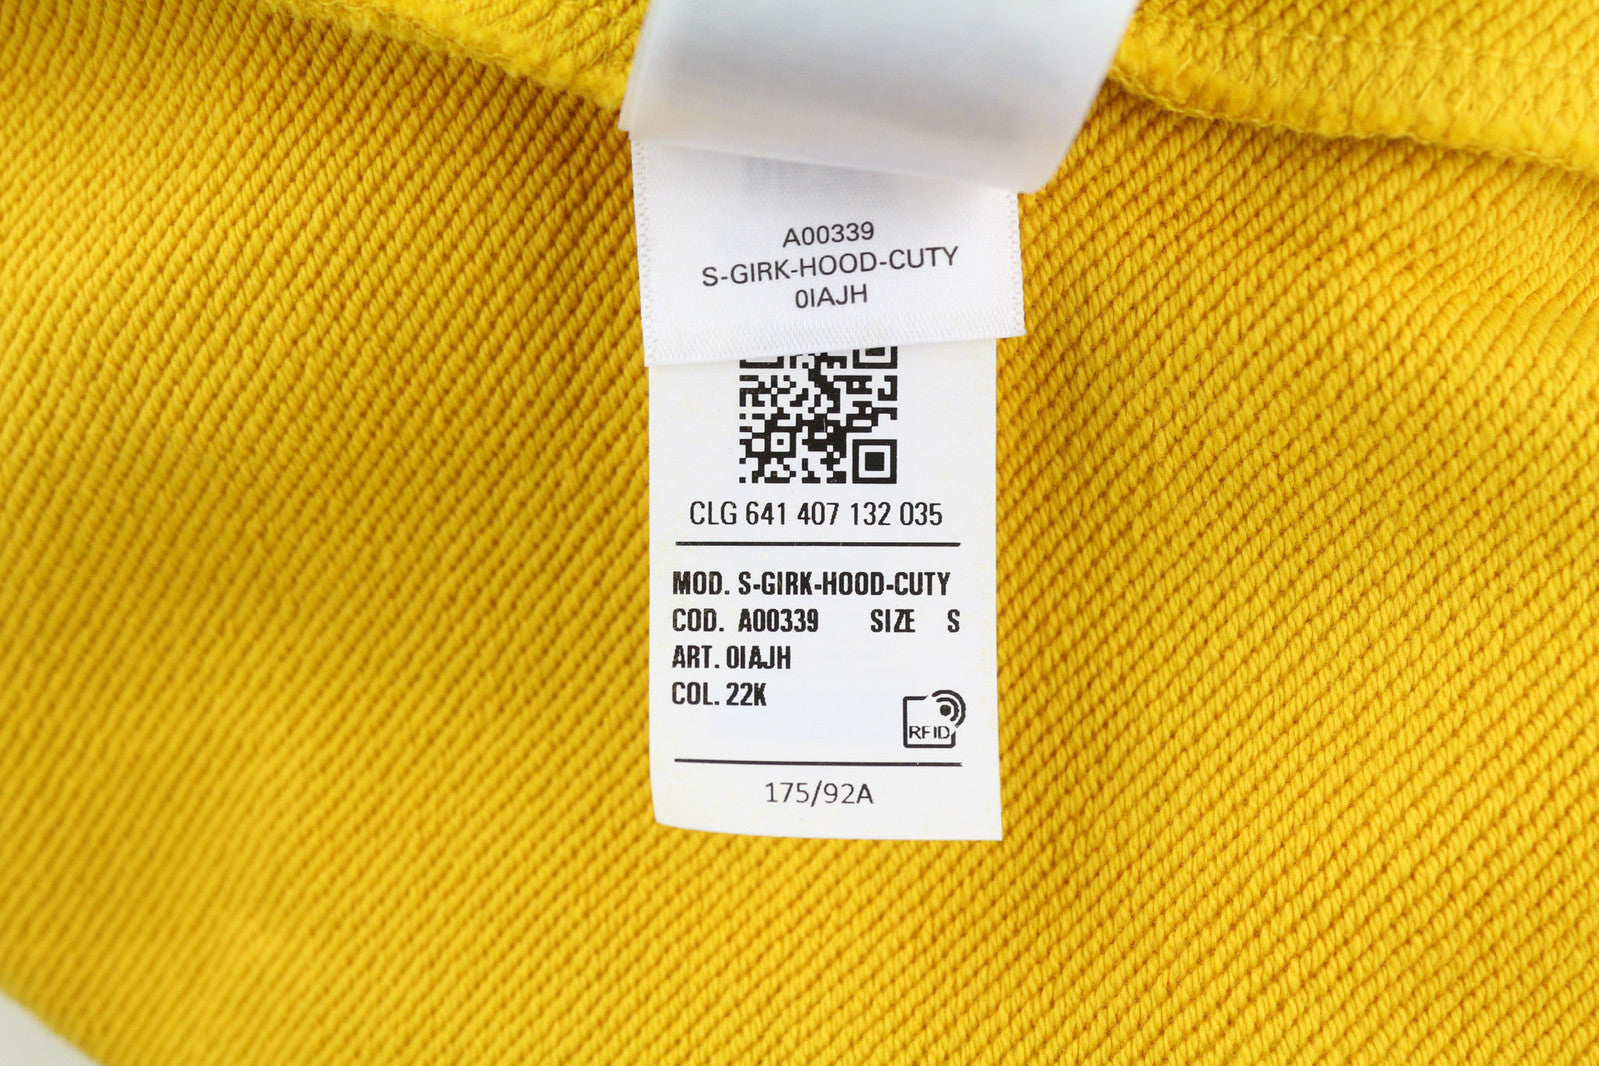 A00339
S-GIRK-HOOD-CUTY
0IAJH
CLG 641 407 132 035
MOD. S-GIRK-HOOD-CUTY
COD. A00339 SIZE S
ART. 0IAJH
COL. 22K
RFID
175/92A